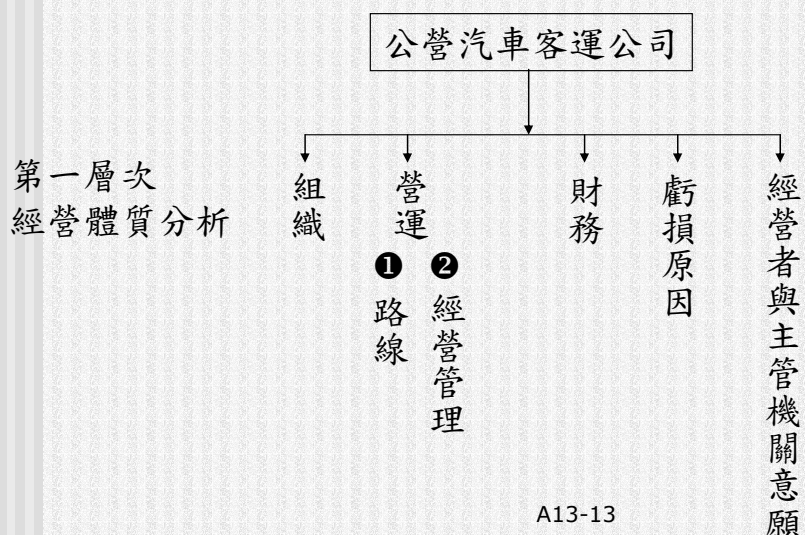 公營汽車客運公司
第一層次
經營體質分析
組織
營運
❶路線
❷經營管理
財務
虧損原因
經營者與主管機關意願
A13-13